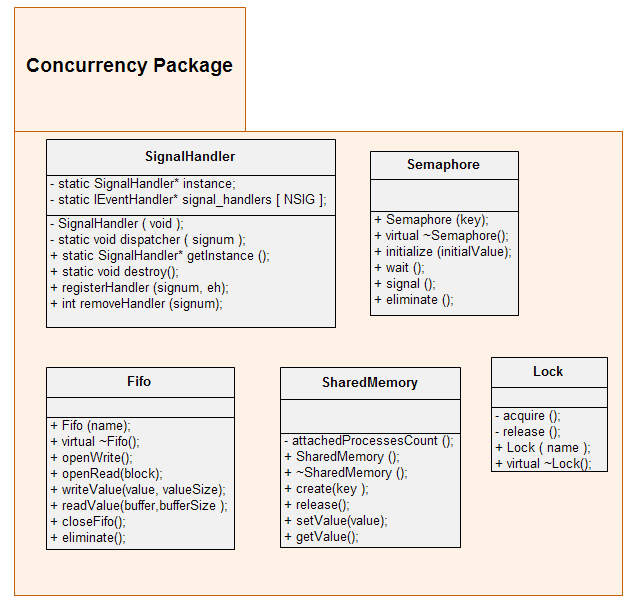 Concurrency Package
SignalHandler
- static SignalHandler* instance;
- static IEventHandler* signal_handlers [ NSIG ];
- SignalHandler ( void );
- static void dispatcher ( signum );
+ static SignalHandler* getInstance ();
+ static void destroy();
+ registerHandler (signum, eh);
+ int removeHandler (signum);
Semaphore
+ Semaphore (key);
+ virtual ~Semaphore();
+ initialize (initialValue);
+ wait ();
+ signal ();
+ eliminate ();
Fifo
+ Fifo (name);
+ virtual ~Fifo();
+ openWrite();
+ openRead(block);
+ writeValue(value, valueSize);
+ readValue(buffer,bufferSize );
+ closeFifo();
+ eliminate();
SharedMemory
- attachedProcessesCount ();
+ SharedMemory ();
+ ~SharedMemory ();
+ create(key );
+ release();
+ setValue(value);
+ getValue();
Lock
- acquire ();
- release ();
+ Lock ( name );
+ virtual ~Lock();